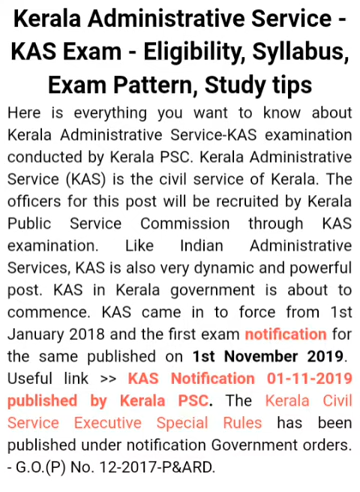 Kerala Administrative Service -
KAS Exam - Eligibility, Syllabus,
Exam Pattern, Study tips
Here is everything you want to know about
Kerala Administrative Service-KAS examination
conducted by Kerala PSC. Kerala Administrative
Service (KAS) is the civil service of Kerala. The
officers for this post will be recruited by Kerala
Public Service Commission through KAS
examination. Like Indian Administrative
Services, KAS is also very dynamic and powerful
post. KAS in Kerala government is about to
commence. KAS came in to force from 1st
January 2018 and the first exam notification for
the same published on 1st November 2019.
Useful link >> KAS Notification 01-11-2019
published by Kerala PSC. The Kerala Civil
Service Executive Special Rules has been
published under notification Government orders.
- G.O.(P) No. 12-2017-P&ARD.